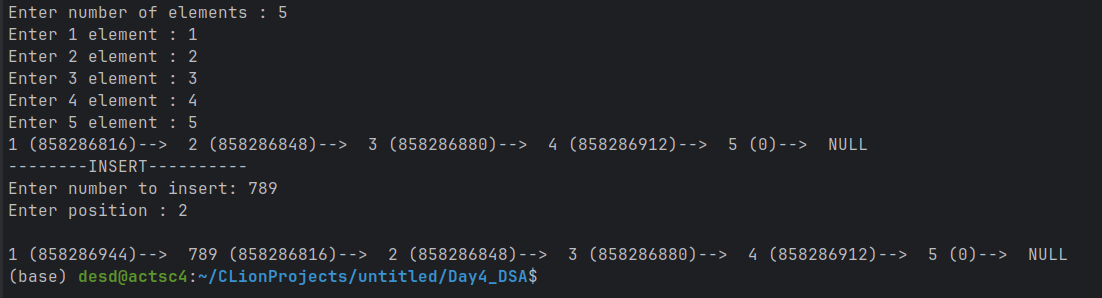 Enter number of elements : 5
Enter 1 element : 1
Enter 2 element : 2
Enter 3 element : 3
Enter 4 element : 4
Enter 5 element : 5
1 (858286816)-->  2 (858286848)-->  3 (858286880)-->  4 (858286912)-->  5 (0)-->  NULL
--------INSERT----------
Enter number to insert: 789
Enter position : 2
1 (858286944)-->  789 (858286816)-->  2 (858286848)-->  3 (858286880)-->  4 (858286912)-->  5 (0)-->  NULL
(base) desd@actsc4:~/CLionProjects/untitled/Day4_DSA$